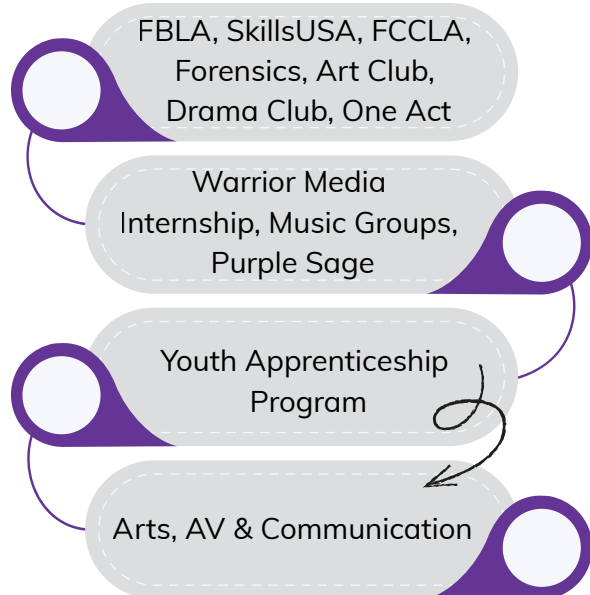 FBLA, SkillsUSA, FCCLA,
Forensics, Art Club,
Drama Club, One Act
Warrior Media
Internship, Music Groups,
Purple Sage
Youth Apprenticeship
Program
Arts, AV & Communication